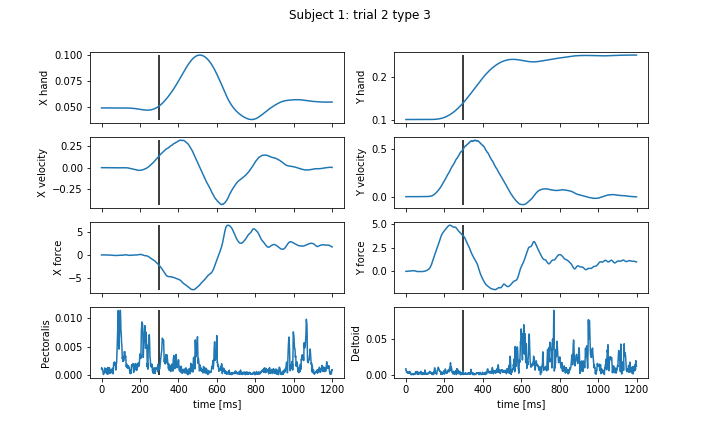 Subject 1: trial 2 type 3
X hand
0.100
0.075
0.050
Y hand
0.2
0.1
X velocity
0.25
0.00
−0.25
Y velocity
0.5
0.0
X force
5
0
−5
Y force
5.0
2.5
0.0
Pectoralis
0.010
0.005
0.000
0 200 400 600 800 1000 1200
time [ms]
Deltoid
0.05
0.00
0 200 400 600 800 1000 1200
time [ms]